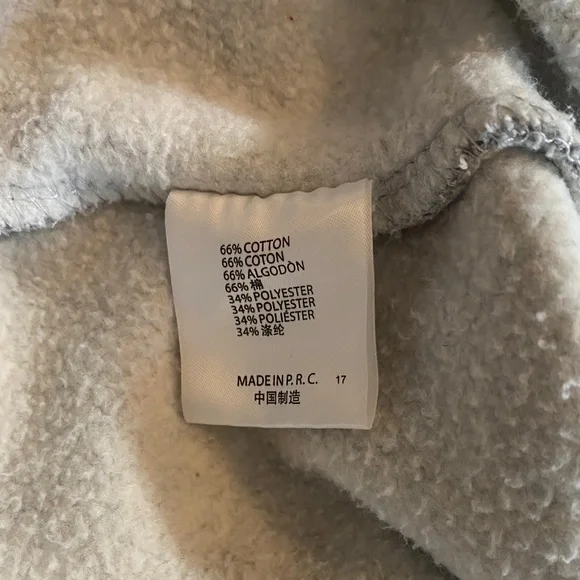 66% COTTON
66% COTON
66% ALGODÒN
66% 棉
34% POLYESTER
34% POLYESTER
34% POLIÉSTER
34% 涤纶
MADE IN P.R.C. 17
中国制造